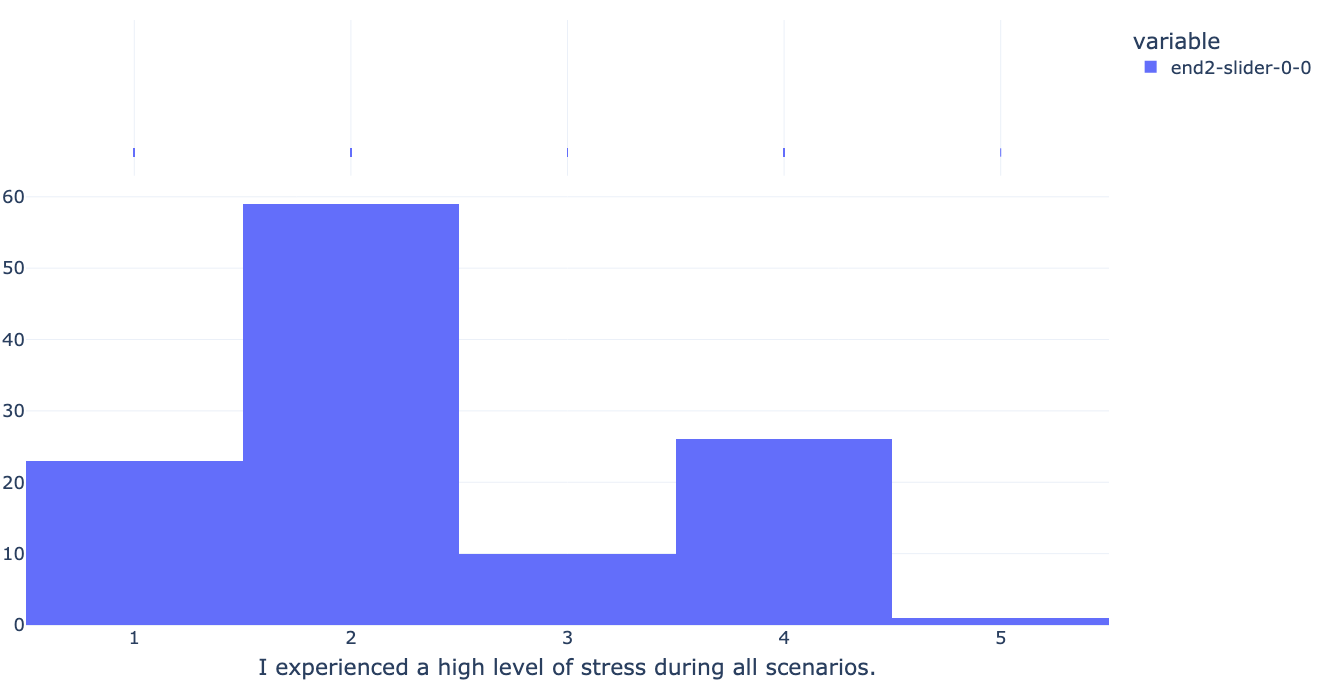 variable
end2-slider-0-0
60
50
40
30
20
10
0
1 2 3 4 5
I experienced a high level of stress during all scenarios.